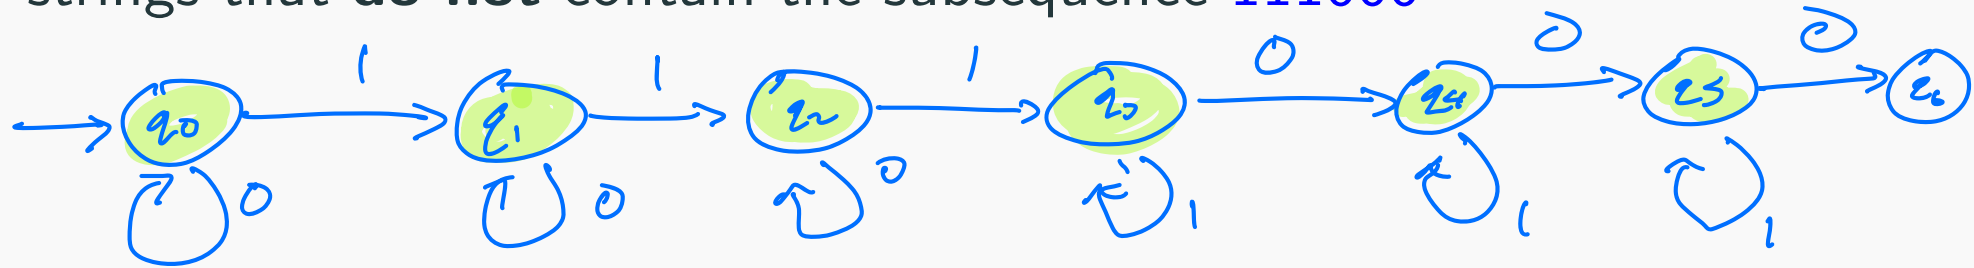 strings that do not contain the subsequence 111000
1 1 1 0 0 0
q0 q1 q2 q3 q4 q5 q6
0 0 0 1 1 1